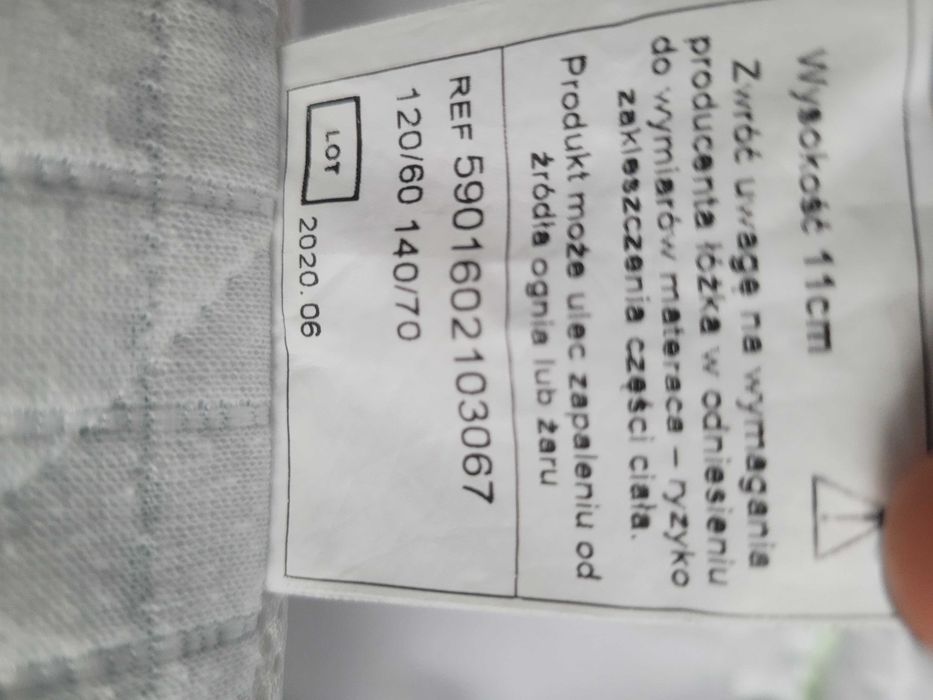 Wysokość 11cm
Zwróć uwagę na wymagania
producenta łóżka w odniesieniu
do wymiarów materaca – ryzyko
zakleszczenia części ciała.
Produkt może ulec zapaleniu od
źródła ognia lub żaru
REF 5901602103067
120/60 140/70
LOT 2020.06